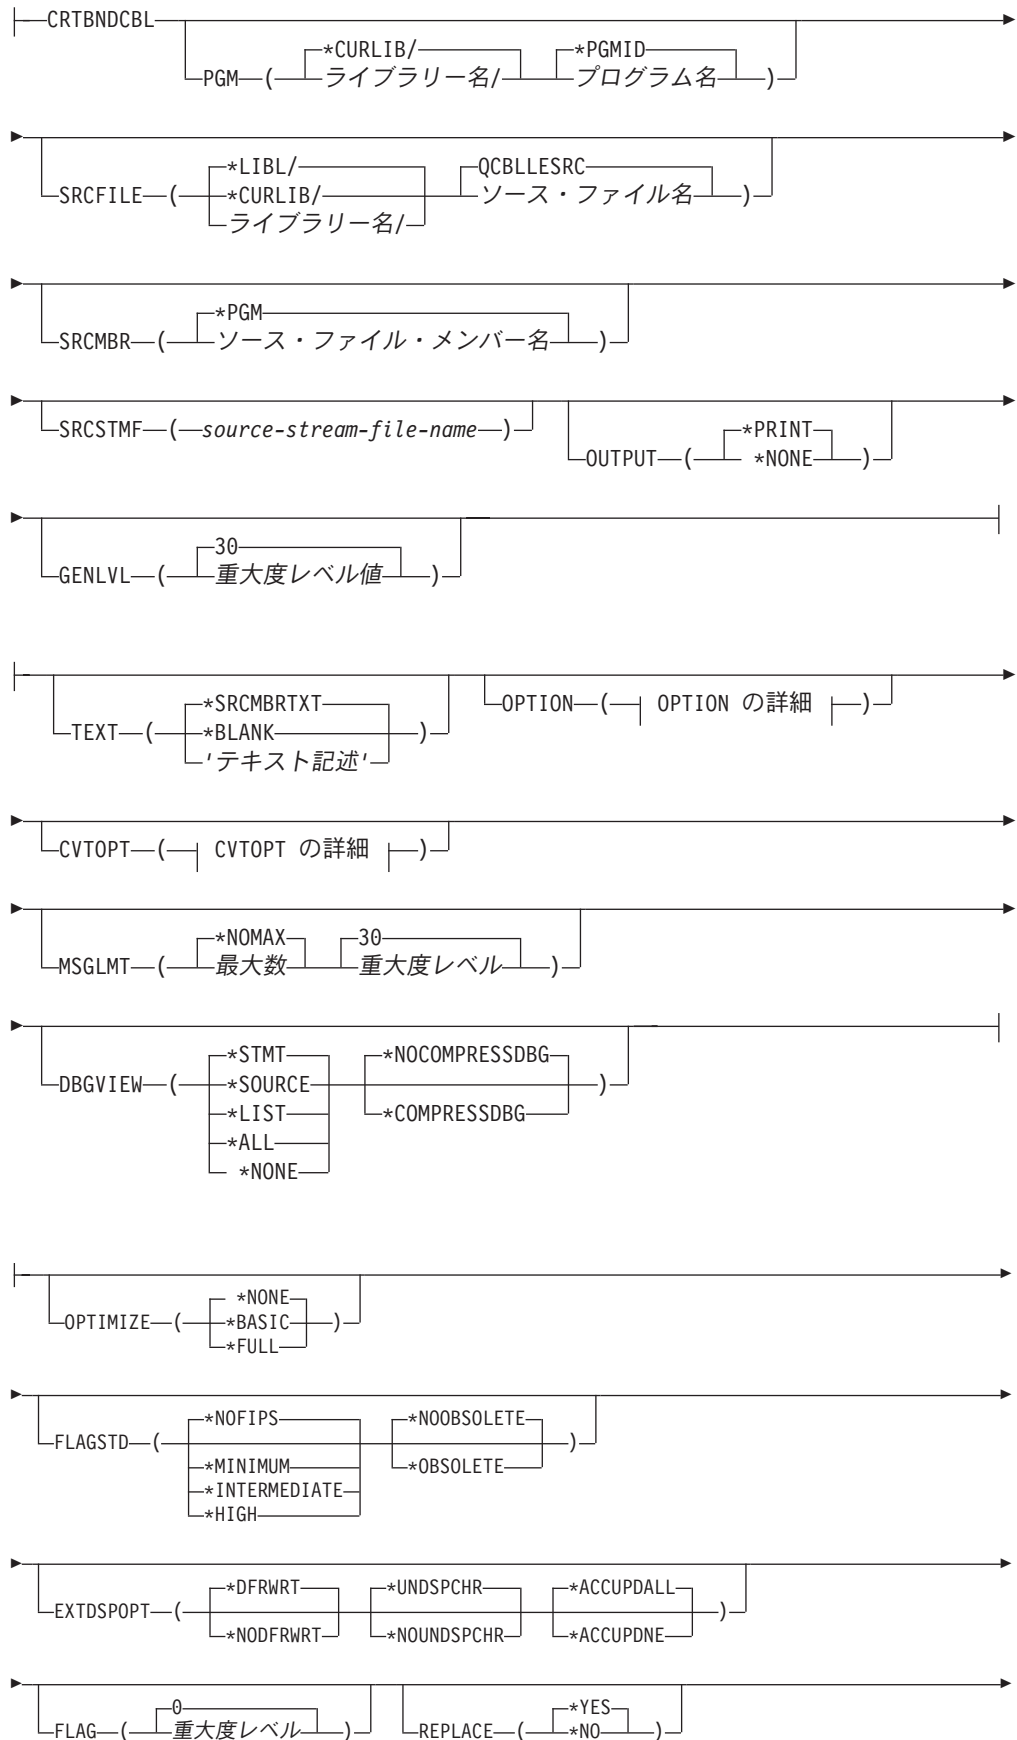 CRTBNDCBL
*CURLIB/ *PGMID
PGM ( ライブラリー名/ プログラム名 )
*LIBL/ QCBLLESRC
SRCFILE ( *CURLIB/ ソース・ファイル名 )
ライブラリー名/
*PGM
SRCMBR ( ソース・ファイル・メンバー名 )
SRCSTMF ( source-stream-file-name ) *PRINT
OUTPUT ( *NONE )
30
GENLVL ( 重大度レベル値 )
*SRCMBRTXT OPTION ( OPTION の詳細 )
TEXT ( *BLANK )
'テキスト記述'
CVTOPT ( CVTOPT の詳細 )
*NOMAX 30
MSGLMT ( 最大数 重大度レベル )
*STMT *NOCOMPRESSDBG
DBGVIEW ( *SOURCE )
*LIST *COMPRESSDBG
*ALL
*NONE
*NONE
OPTIMIZE ( *BASIC )
*FULL
*NOFIPS *NOOBSOLETE
FLAGSTD ( )
*MINIMUM *OBSOLETE
*INTERMEDIATE
*HIGH
*DFRWRT *UNDSPCHR *ACCUPDALL
EXTDSPOPT ( )
*NODFRWRT *NOUNDSPCHR *ACCUPDNE
0 *YES
FLAG ( 重大度レベル ) REPLACE ( *NO )